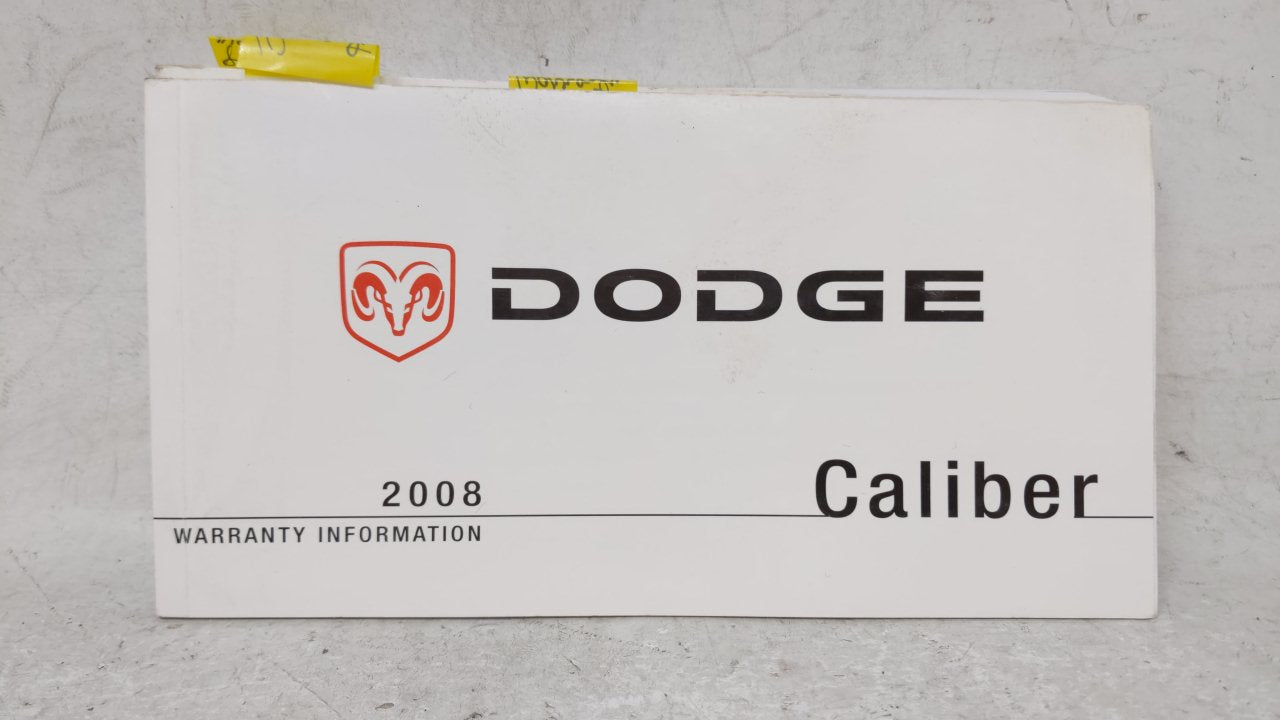 DODGE
Caliber
2008
WARRANTY INFORMATION